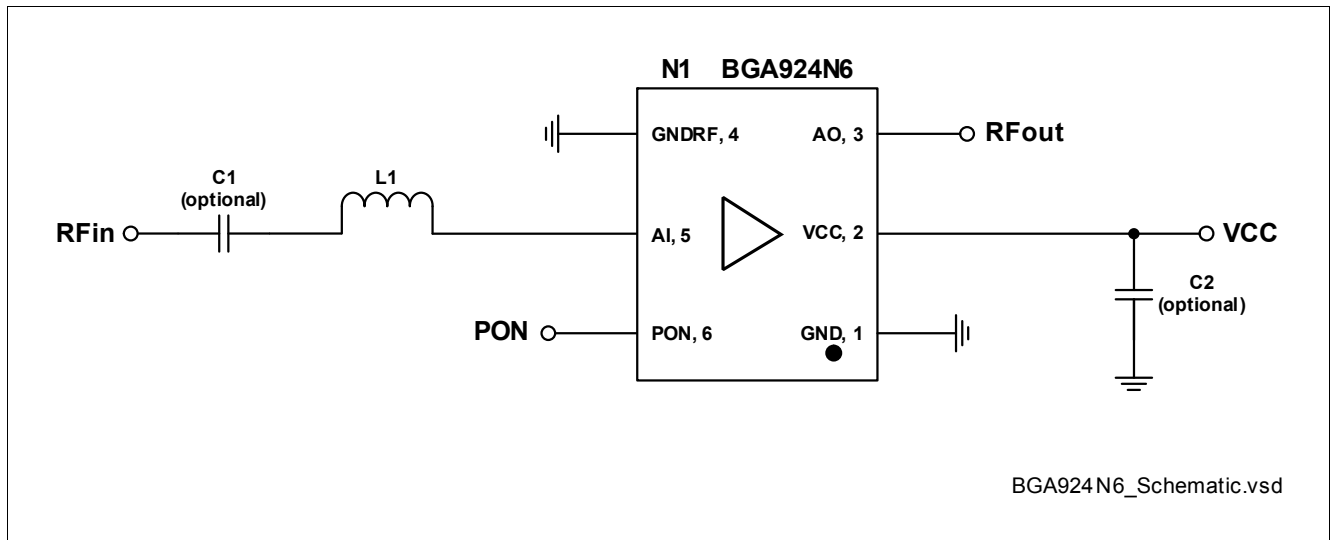 N1 BGA924N6
GNDRF, 4
AO, 3
RFout
C1
(optional)
L1
RFin
AI, 5
VCC, 2
VCC
C2
(optional)
PON
PON, 6
GND, 1
BGA924N6_Schematic.vsd